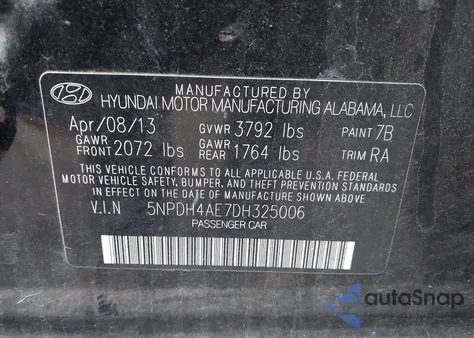 MANUFACTURED BY
HYUNDAI MOTOR MANUFACTURING ALABAMA, LLC
Apr/08/13 GVWR 3792 lbs PAINT 7B
GAWR FRONT 2072 lbs GAWR REAR 1764 lbs TRIM RA
THIS VEHICLE CONFORMS TO ALL APPLICABLE U.S.A. FEDERAL
MOTOR VEHICLE SAFETY, BUMPER, AND THEFT PREVENTION STANDARDS
IN EFFECT ON THE DATE OF MANUFACTURE SHOWN ABOVE.
V.I.N 5NPDH4AE7DH325006
PASSENGER CAR
autoSnap